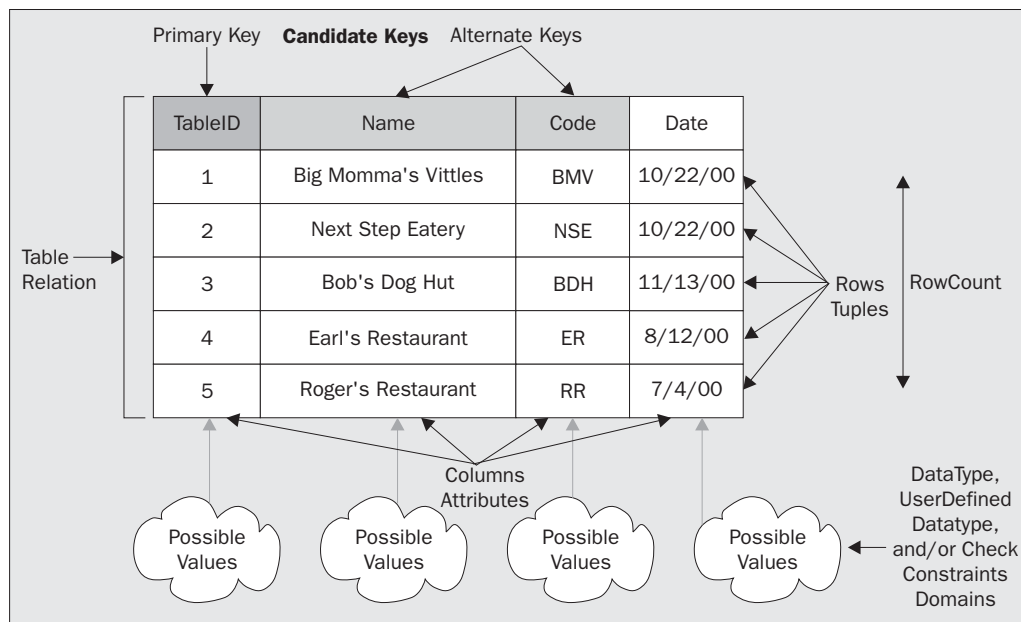 Primary Key Candidate Keys Alternate Keys
TableID Name Code Date
1 Big Momma's Vittles BMV 10/22/00
2 Next Step Eatery NSE 10/22/00
3 Bob's Dog Hut BDH 11/13/00
4 Earl's Restaurant ER 8/12/00
5 Roger's Restaurant RR 7/4/00
Table
Relation
Rows
Tuples
RowCount
Columns
Attributes
Possible
Values
Possible
Values
Possible
Values
Possible
Values
DataType,
UserDefined
Datatype,
and/or Check
Constraints
Domains